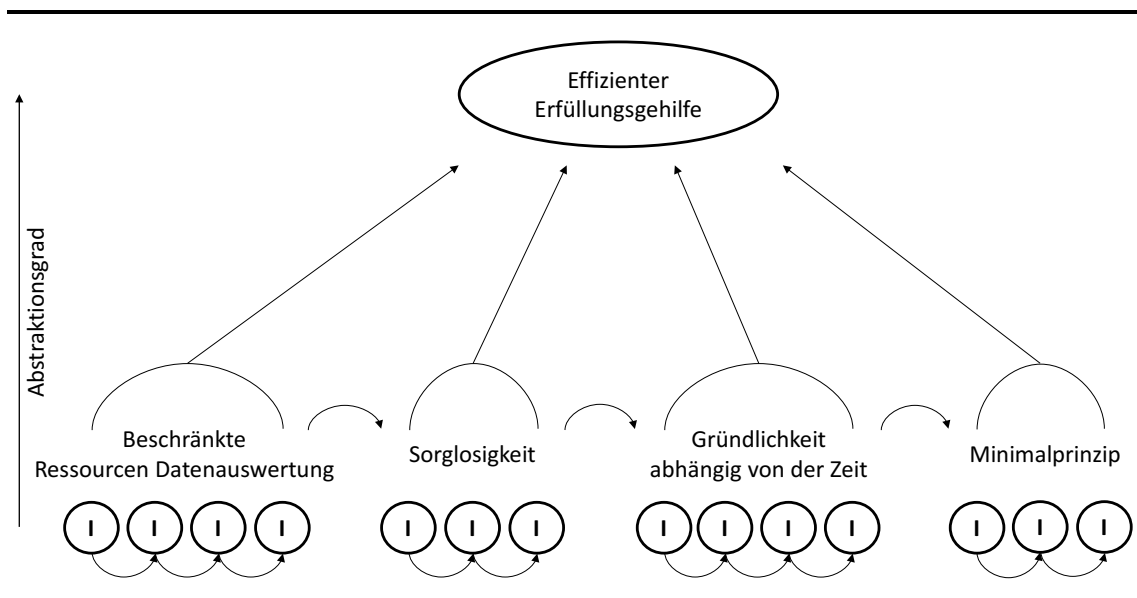 Effizienter
Erfüllungsgehilfe
Abstraktionsgrad
Beschränkte
Ressourcen Datenauswertung
Sorglosigkeit
Gründlichkeit
abhängig von der Zeit
Minimalprinzip
I I I I
I I I
I I I I
I I I